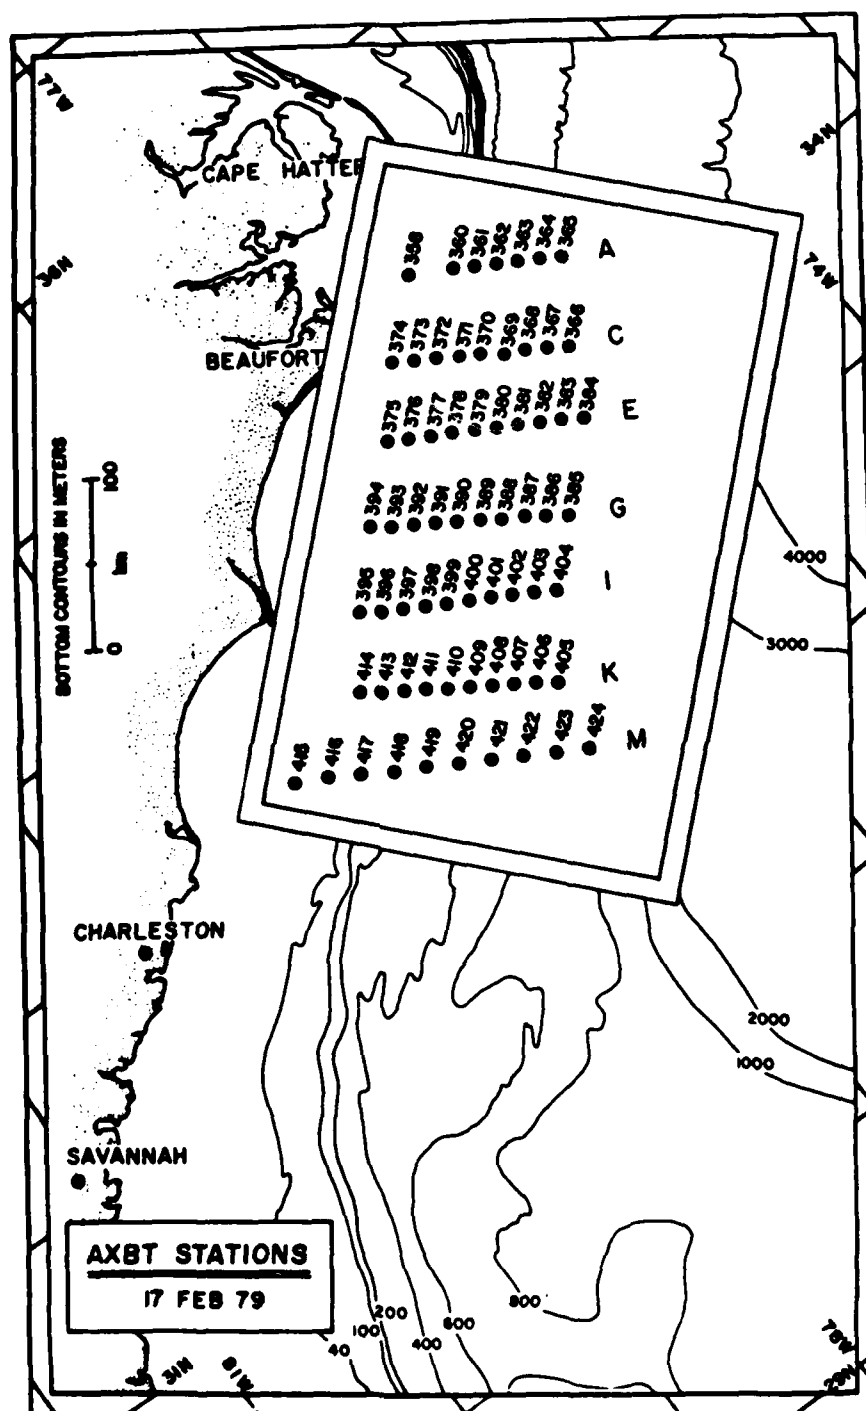 77W
34N
CAPE HATTE
36N
74W
358 360 361 362 363 364 365 A
374 373 372 371 370 369 368 367 366 C
BEAUFORT
375 376 377 378 379 380 381 382 383 384 E
BOTTOM CONTOURS IN METERS
0 km 100
394 393 392 391 390 389 388 387 386 385 G
4000
395 396 397 398 399 400 401 402 403 404 I
3000
414 413 412 411 410 409 408 407 406 405 K
415 416 417 418 419 420 421 422 423 424 M
CHARLESTON
2000
1000
SAVANNAH
AXBT STATIONS
17 FEB 79
40 100 200 400 600 800
31N
81W
78W
29N